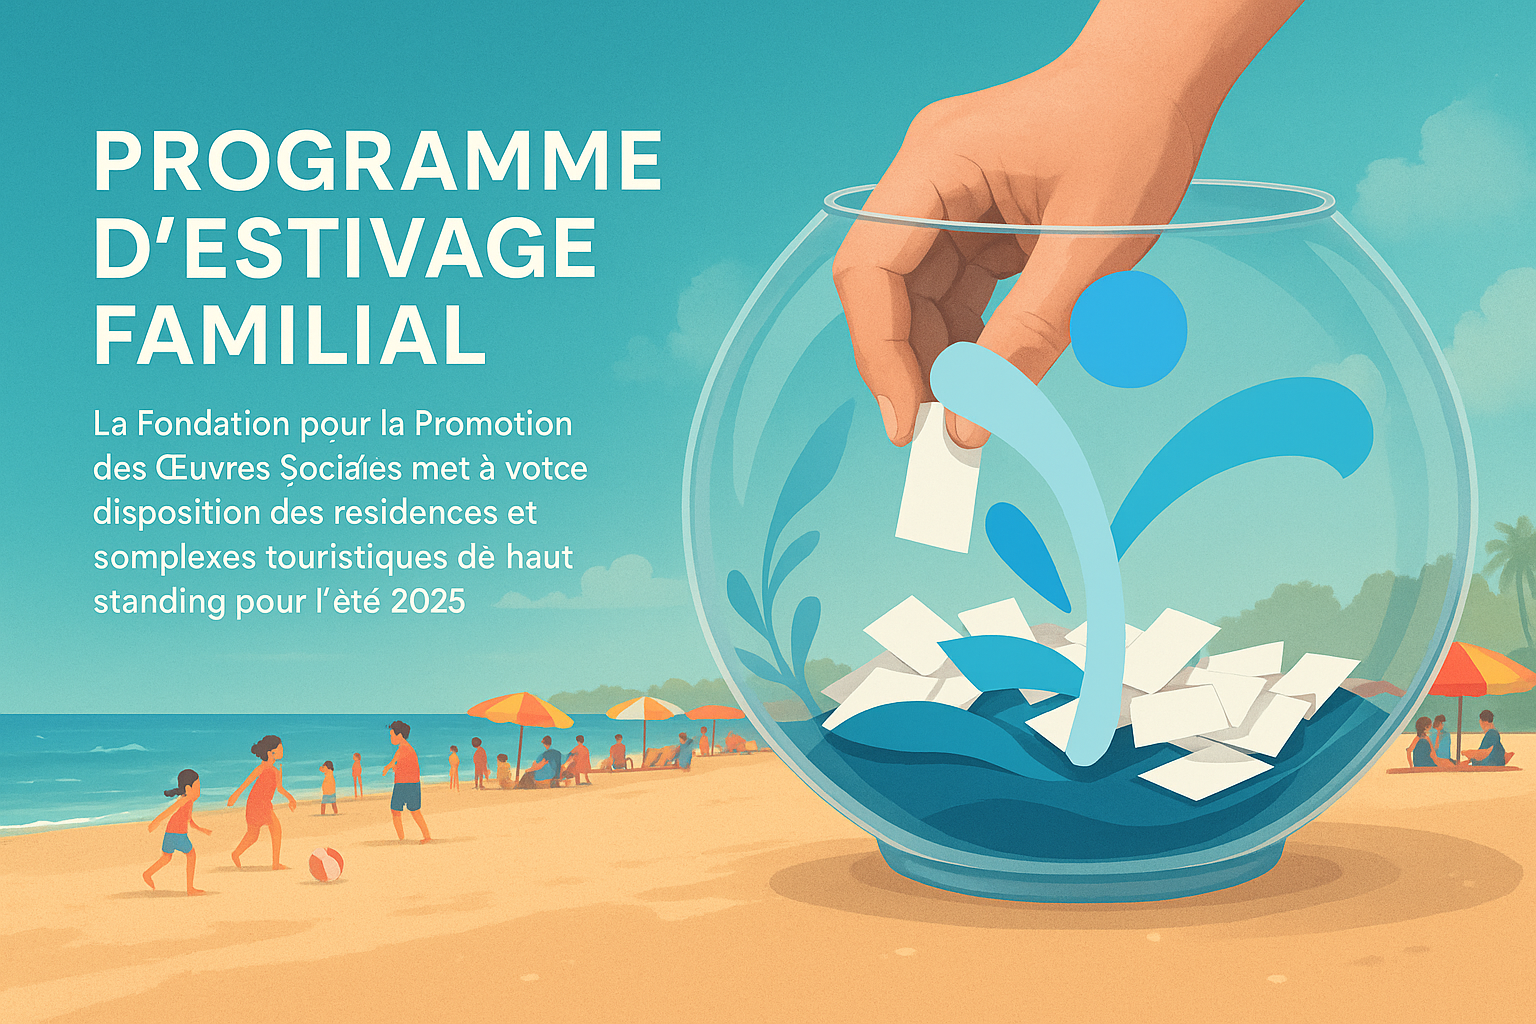 PROGRAMME
D'ESTIVAGE
FAMILIAL
La Fondation pour la Promotion
des Œuvres Sociaíes met à votce
disposition des residences et
somplexes touristiques dè haut
standing pour l'èté 2025